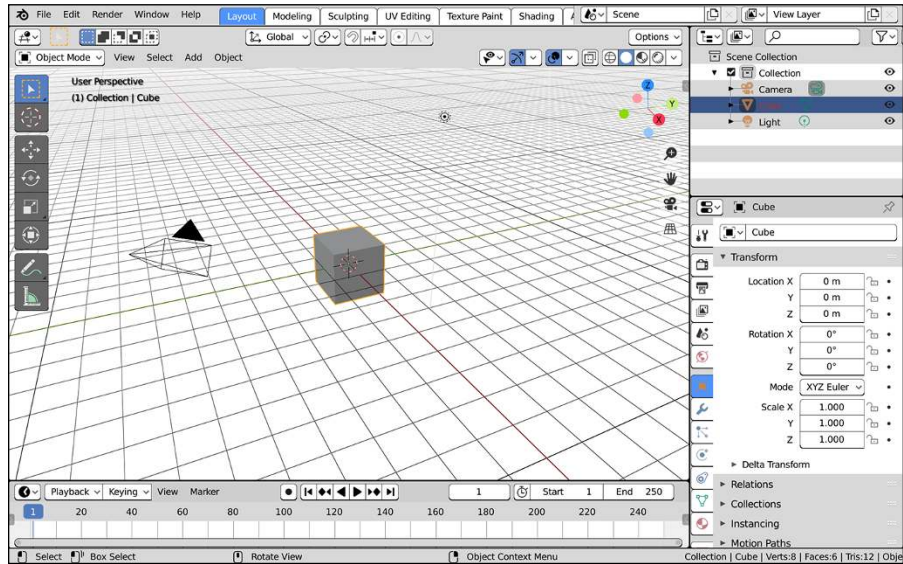 File Edit Render Window Help Layout Modeling Sculpting UV Editing Texture Paint Shading Scene View Layer
Global Options
Object Mode View Select Add Object
User Perspective
(1) Collection | Cube
Z
Y
X
Scene Collection
Collection
Camera
Light
Cube
Cube
Transform
Location X 0 m
Y 0 m
Z 0 m
Rotation X 0°
Y 0°
Z 0°
Mode XYZ Euler
Scale X 1.000
Y 1.000
Z 1.000
Delta Transform
Relations
Collections
Instancing
Motion Paths
Playback Keying View Marker 1 Start 1 End 250
1 20 40 60 80 100 120 140 160 180 200 220 240
Select Box Select Rotate View Object Context Menu Collection | Cube | Verts:8 | Faces:6 | Tris:12 | Obje